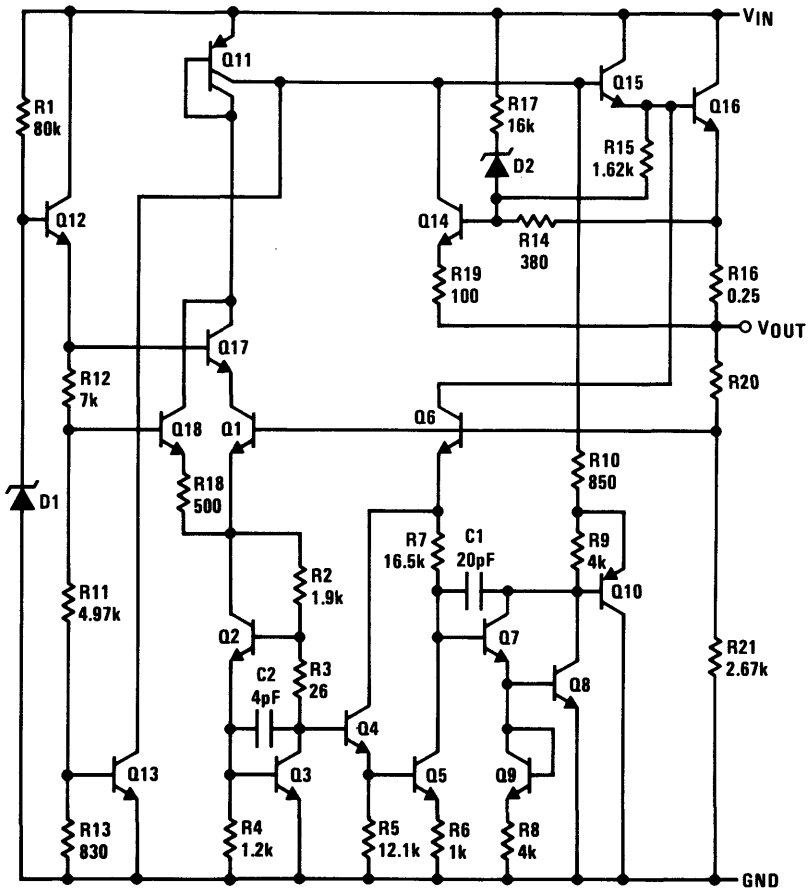 VIN
Q11
Q15
Q16
R1
80k
R17
16k
D2
R15
1.62k
Q12
Q14
R14
380
R19
100
R16
0.25
VOUT
Q17
R12
7k
R20
Q18
Q1
Q6
R18
500
R10
850
D1
R7
16.5k
C1
20pF
R9
4k
Q10
R2
1.9k
R11
4.97k
Q2
Q7
R3
26
R21
2.67k
C2
4pF
Q8
Q4
Q13
Q3
Q5
Q9
R13
830
R4
1.2k
R5
12.1k
R6
1k
R8
4k
GND